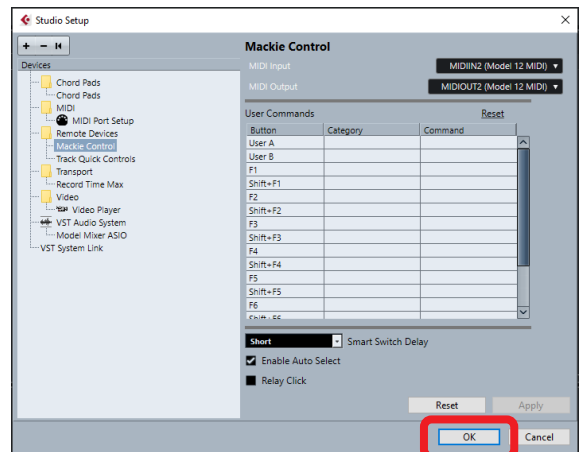 Studio Setup
+ -
Devices
Chord Pads
Chord Pads
MIDI
MIDI Port Setup
Remote Devices
Mackie Control
Track Quick Controls
Transport
Record Time Max
Video
Video Player
VST Audio System
Model Mixer ASIO
VST System Link
Mackie Control
MIDI Input MIDIIN2 (Model 12 MIDI)
MIDI Output MIDIOUT2 (Model 12 MIDI)
User Commands Reset
Button Category Command
User A
User B
F1
Shift+F1
F2
Shift+F2
F3
Shift+F3
F4
Shift+F4
F5
Shift+F5
F6
Shift+F6
Short Smart Switch Delay
Enable Auto Select
Relay Click
Reset Apply
OK Cancel